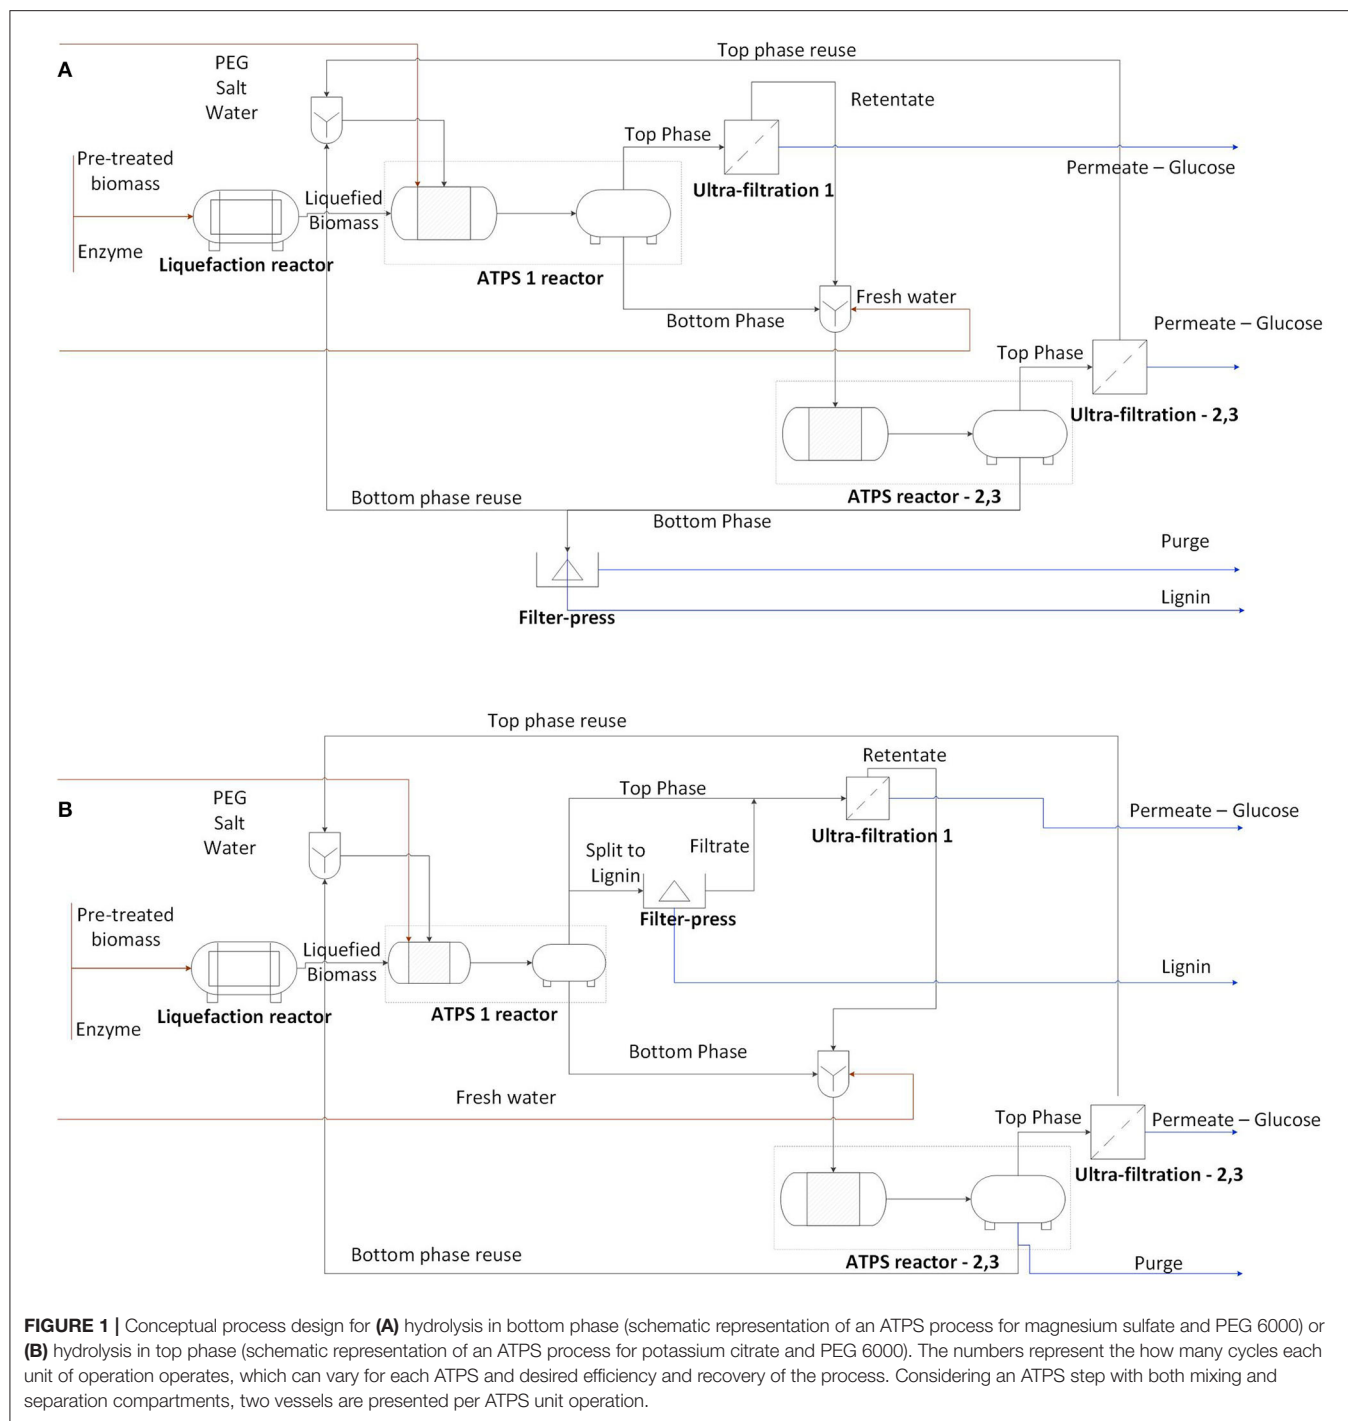 A
PEG
Salt
Water
Top phase reuse
Retentate
Top Phase
Permeate – Glucose
Ultra-filtration 1
Pre-treated
biomass
Enzyme
Liquefaction reactor
Liquefied
Biomass
ATPS 1 reactor
Bottom Phase
Fresh water
Permeate – Glucose
Top Phase
Ultra-filtration - 2,3
ATPS reactor - 2,3
Bottom phase reuse
Bottom Phase
Purge
Lignin
Filter-press
Top phase reuse
B
PEG
Salt
Water
Retentate
Top Phase
Permeate – Glucose
Ultra-filtration 1
Split to
Lignin
Filtrate
Filter-press
Pre-treated
biomass
Enzyme
Liquefaction reactor
Liquefied
Biomass
ATPS 1 reactor
Lignin
Bottom Phase
Fresh water
Top Phase
Permeate – Glucose
Ultra-filtration - 2,3
ATPS reactor - 2,3
Bottom phase reuse
Purge
FIGURE 1 | Conceptual process design for (A) hydrolysis in bottom phase (schematic representation of an ATPS process for magnesium sulfate and PEG 6000) or
(B) hydrolysis in top phase (schematic representation of an ATPS process for potassium citrate and PEG 6000). The numbers represent the how many cycles each
unit of operation operates, which can vary for each ATPS and desired efficiency and recovery of the process. Considering an ATPS step with both mixing and
separation compartments, two vessels are presented per ATPS unit operation.